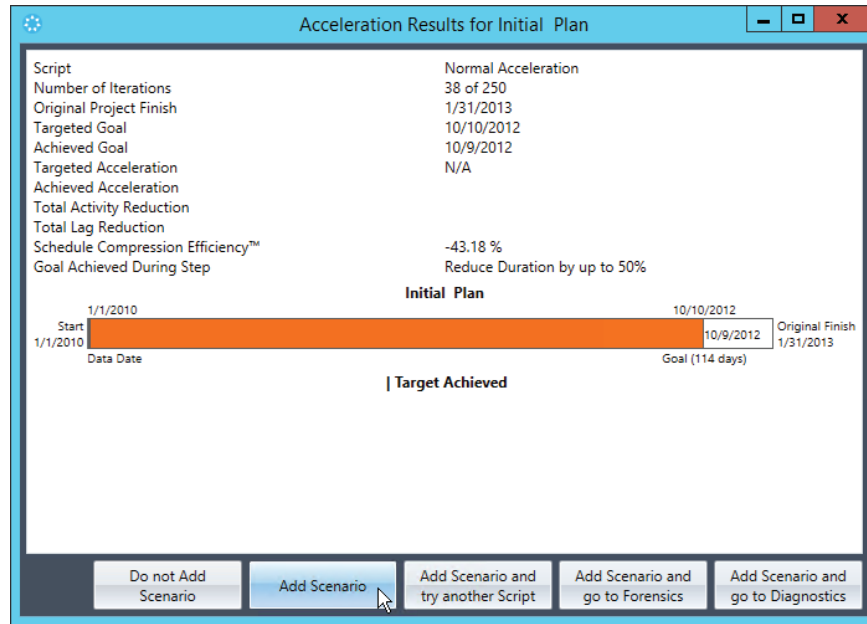 Acceleration Results for Initial Plan
Script Normal Acceleration
Number of Iterations 38 of 250
Original Project Finish 1/31/2013
Targeted Goal 10/10/2012
Achieved Goal 10/9/2012
Targeted Acceleration N/A
Achieved Acceleration
Total Activity Reduction
Total Lag Reduction
Schedule Compression Efficiency™ -43.18 %
Goal Achieved During Step Reduce Duration by up to 50%
Initial Plan
1/1/2010 10/10/2012
Start
1/1/2010
10/9/2012
Original Finish
1/31/2013
Data Date Goal (114 days)
| Target Achieved
Do not Add
Scenario
Add Scenario
Add Scenario and
try another Script
Add Scenario and
go to Forensics
Add Scenario and
go to Diagnostics